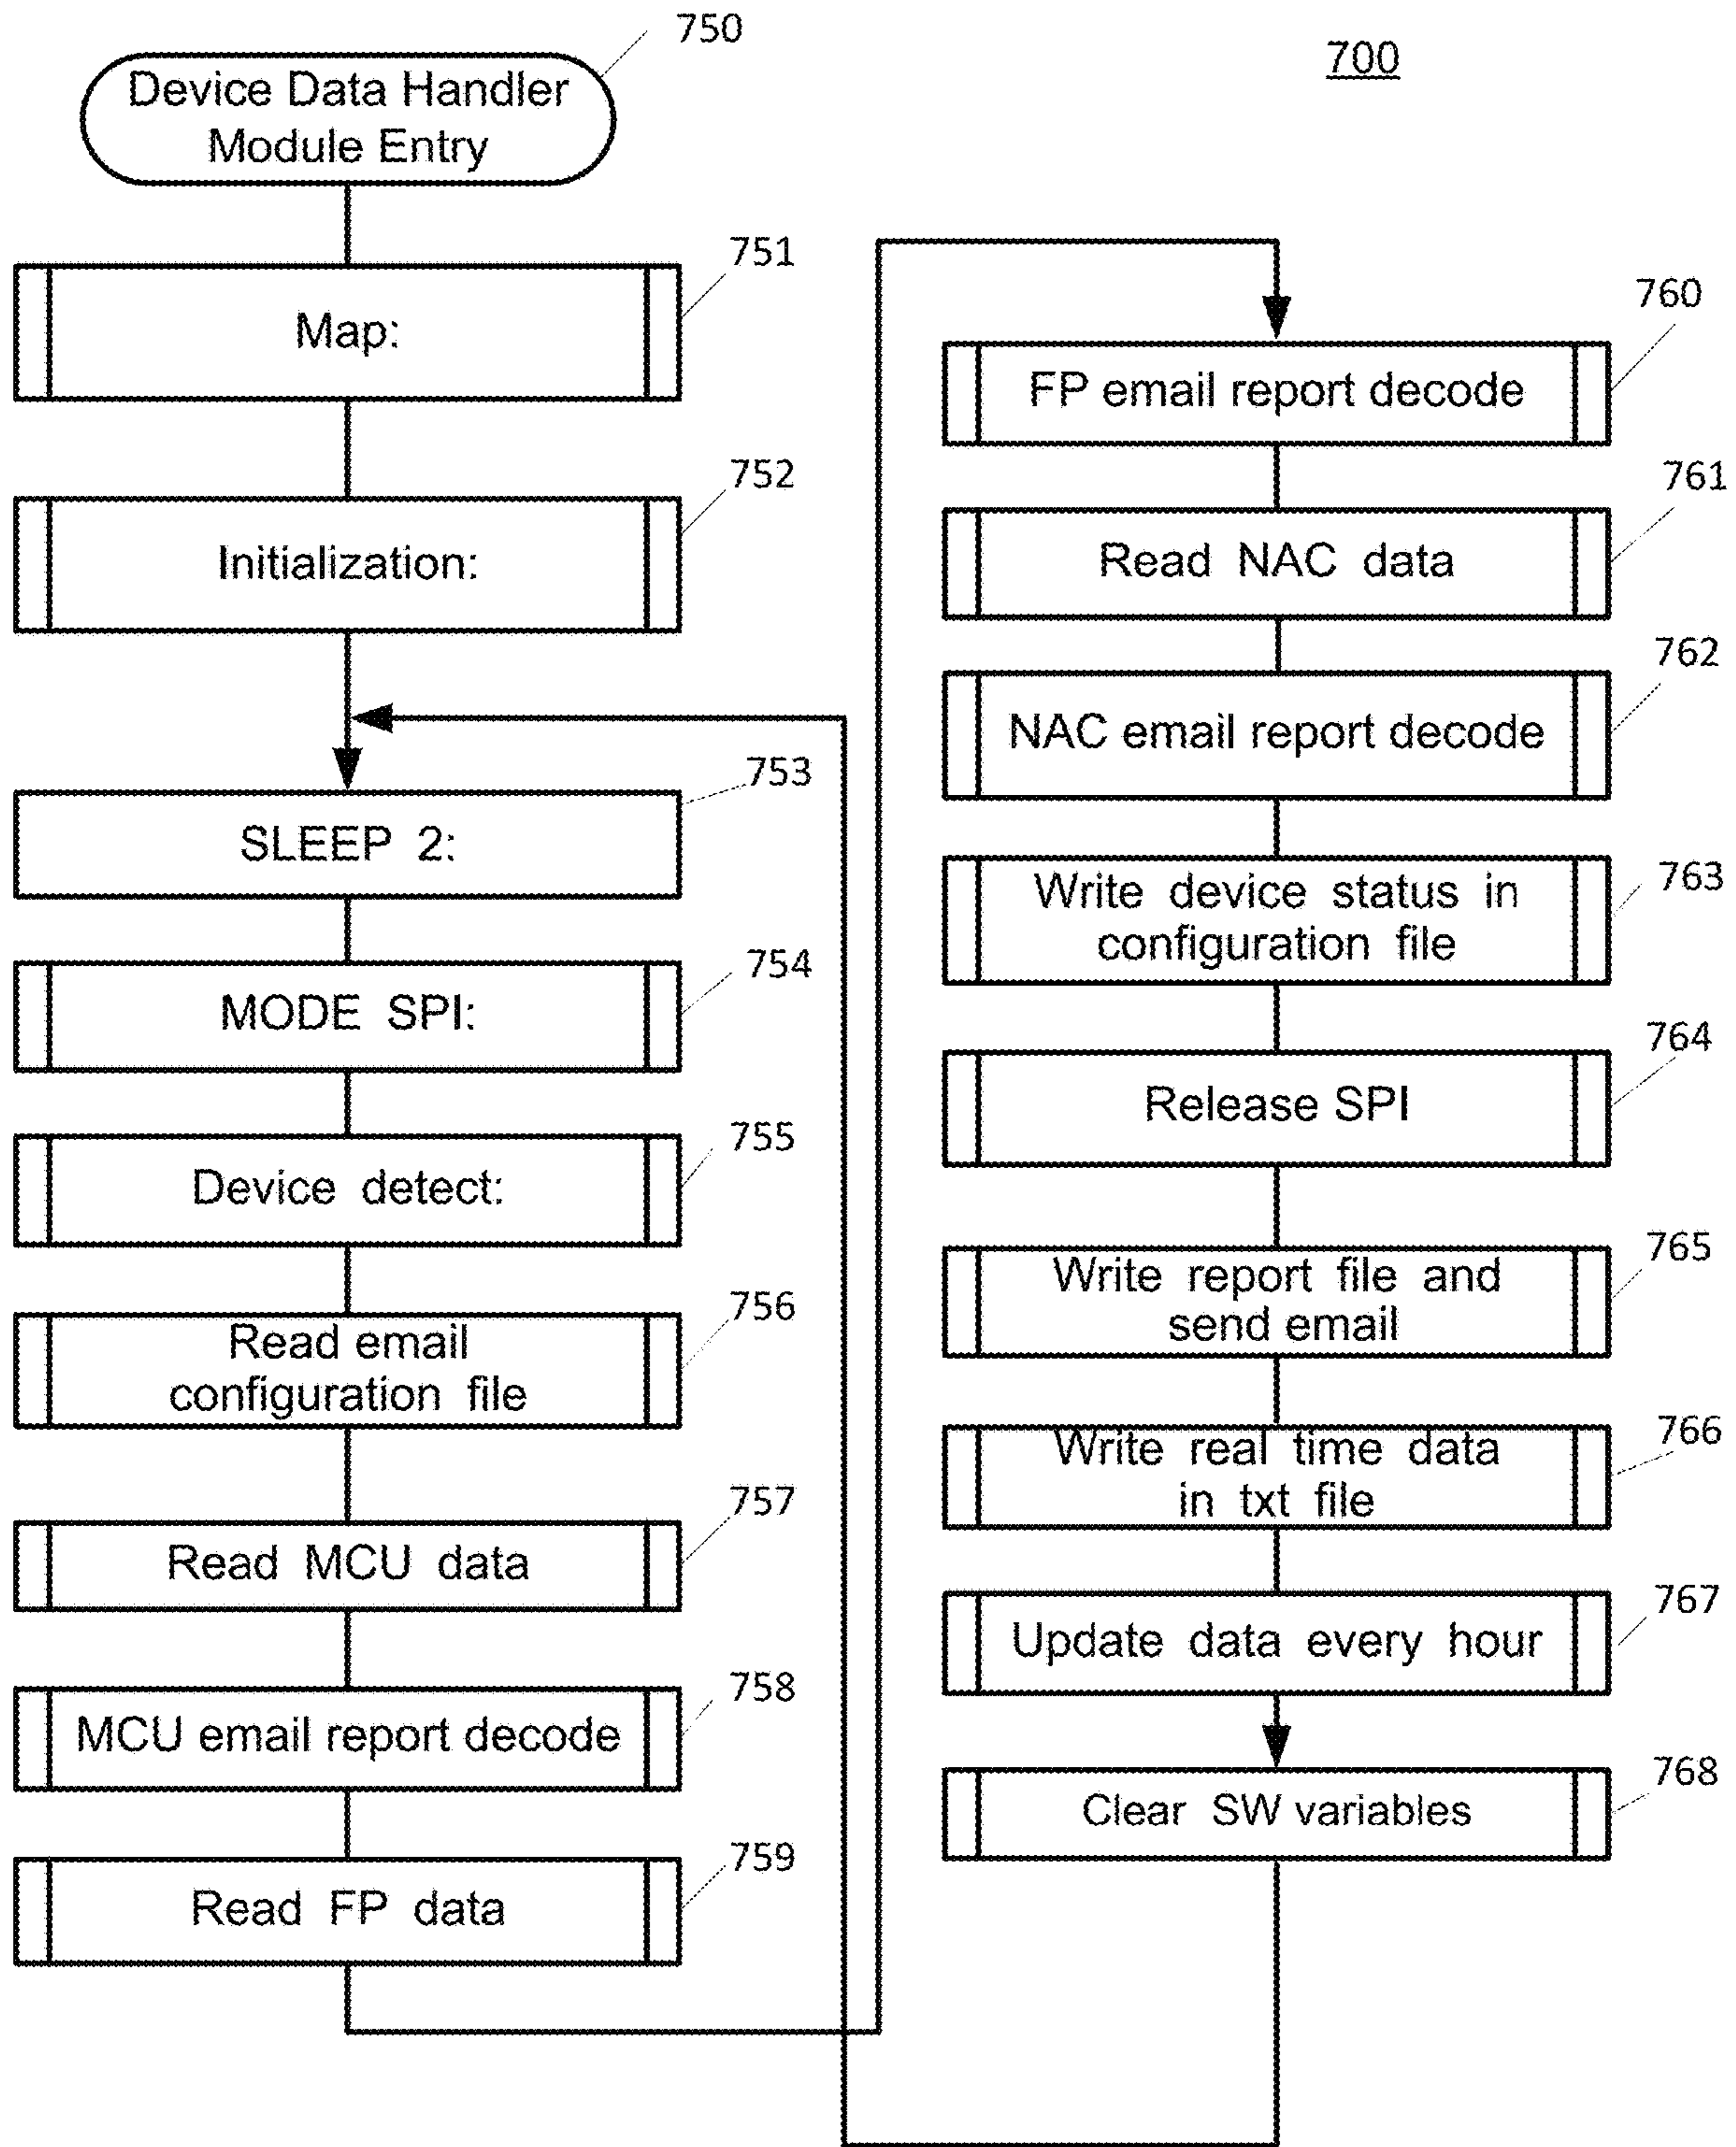 700
750
Device Data Handler
Module Entry
751
Map:
752
Initialization:
753
SLEEP 2:
754
MODE SPI:
755
Device detect:
756
Read email
configuration file
757
Read MCU data
758
MCU email report decode
759
Read FP data
760
FP email report decode
761
Read NAC data
762
NAC email report decode
763
Write device status in
configuration file
764
Release SPI
765
Write report file and
send email
766
Write real time data
in txt file
767
Update data every hour
768
Clear SW variables